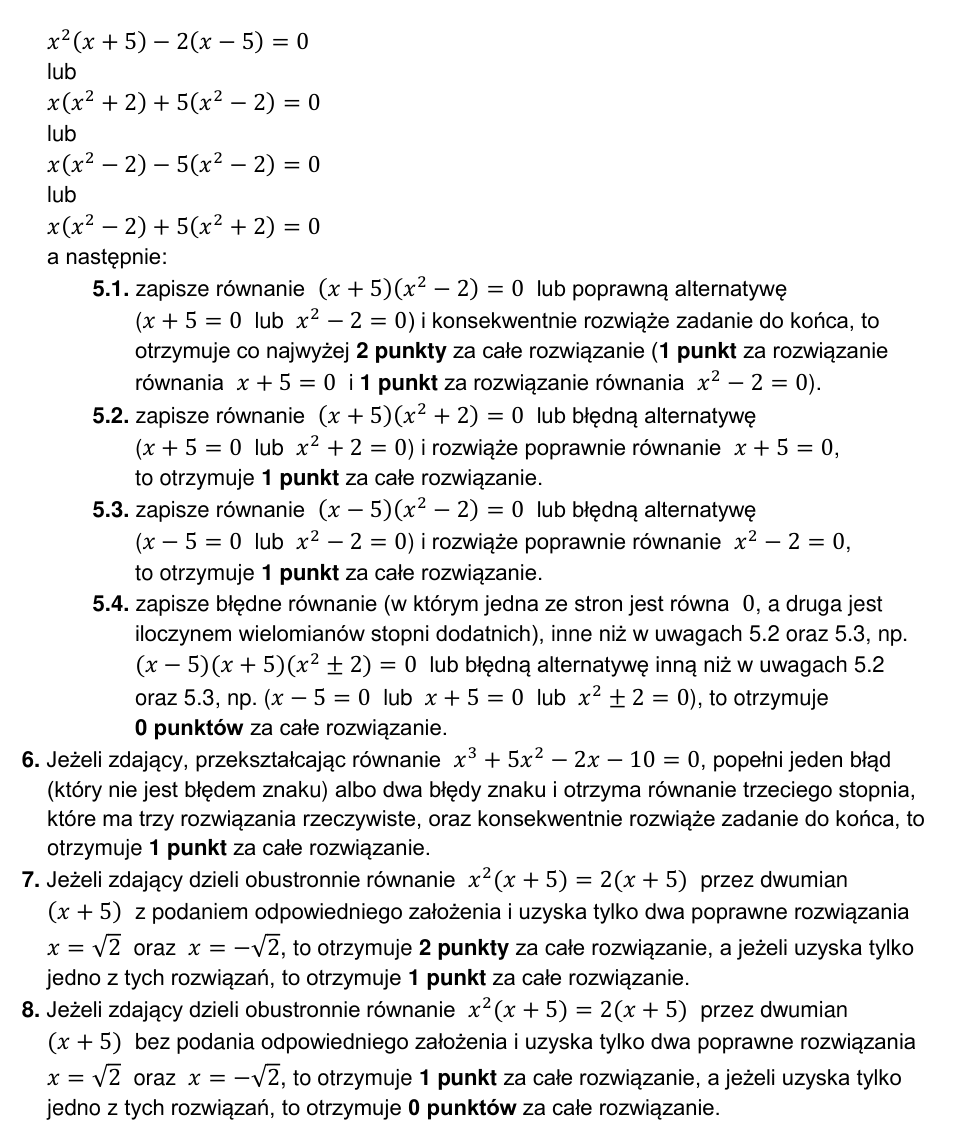 x²(x + 5) − 2(x − 5) = 0
lub
x(x² + 2) + 5(x² − 2) = 0
lub
x(x² − 2) − 5(x² − 2) = 0
lub
x(x² − 2) + 5(x² + 2) = 0
a następnie:
5.1. zapisze równanie (x + 5)(x² − 2) = 0 lub poprawną alternatywę
(x + 5 = 0 lub x² − 2 = 0) i konsekwentnie rozwiąże zadanie do końca, to
otrzymuje co najwyżej 2 punkty za całe rozwiązanie (1 punkt za rozwiązanie
równania x + 5 = 0 i 1 punkt za rozwiązanie równania x² − 2 = 0).
5.2. zapisze równanie (x + 5)(x² + 2) = 0 lub błędną alternatywę
(x + 5 = 0 lub x² + 2 = 0) i rozwiąże poprawnie równanie x + 5 = 0,
to otrzymuje 1 punkt za całe rozwiązanie.
5.3. zapisze równanie (x − 5)(x² − 2) = 0 lub błędną alternatywę
(x − 5 = 0 lub x² − 2 = 0) i rozwiąże poprawnie równanie x² − 2 = 0,
to otrzymuje 1 punkt za całe rozwiązanie.
5.4. zapisze błędne równanie (w którym jedna ze stron jest równa 0, a druga jest
iloczynem wielomianów stopni dodatnich), inne niż w uwagach 5.2 oraz 5.3, np.
(x − 5)(x + 5)(x² ± 2) = 0 lub błędną alternatywę inną niż w uwagach 5.2
oraz 5.3, np. (x − 5 = 0 lub x + 5 = 0 lub x² ± 2 = 0), to otrzymuje
0 punktów za całe rozwiązanie.
6. Jeżeli zdający, przekształcając równanie x³ + 5x² − 2x − 10 = 0, popełni jeden błąd
(który nie jest błędem znaku) albo dwa błędy znaku i otrzyma równanie trzeciego stopnia,
które ma trzy rozwiązania rzeczywiste, oraz konsekwentnie rozwiąże zadanie do końca, to
otrzymuje 1 punkt za całe rozwiązanie.
7. Jeżeli zdający dzieli obustronnie równanie x²(x + 5) = 2(x + 5) przez dwumian
(x + 5) z podaniem odpowiedniego założenia i uzyska tylko dwa poprawne rozwiązania
x = √2 oraz x = −√2, to otrzymuje 2 punkty za całe rozwiązanie, a jeżeli uzyska tylko
jedno z tych rozwiązań, to otrzymuje 1 punkt za całe rozwiązanie.
8. Jeżeli zdający dzieli obustronnie równanie x²(x + 5) = 2(x + 5) przez dwumian
(x + 5) bez podania odpowiedniego założenia i uzyska tylko dwa poprawne rozwiązania
x = √2 oraz x = −√2, to otrzymuje 1 punkt za całe rozwiązanie, a jeżeli uzyska tylko
jedno z tych rozwiązań, to otrzymuje 0 punktów za całe rozwiązanie.